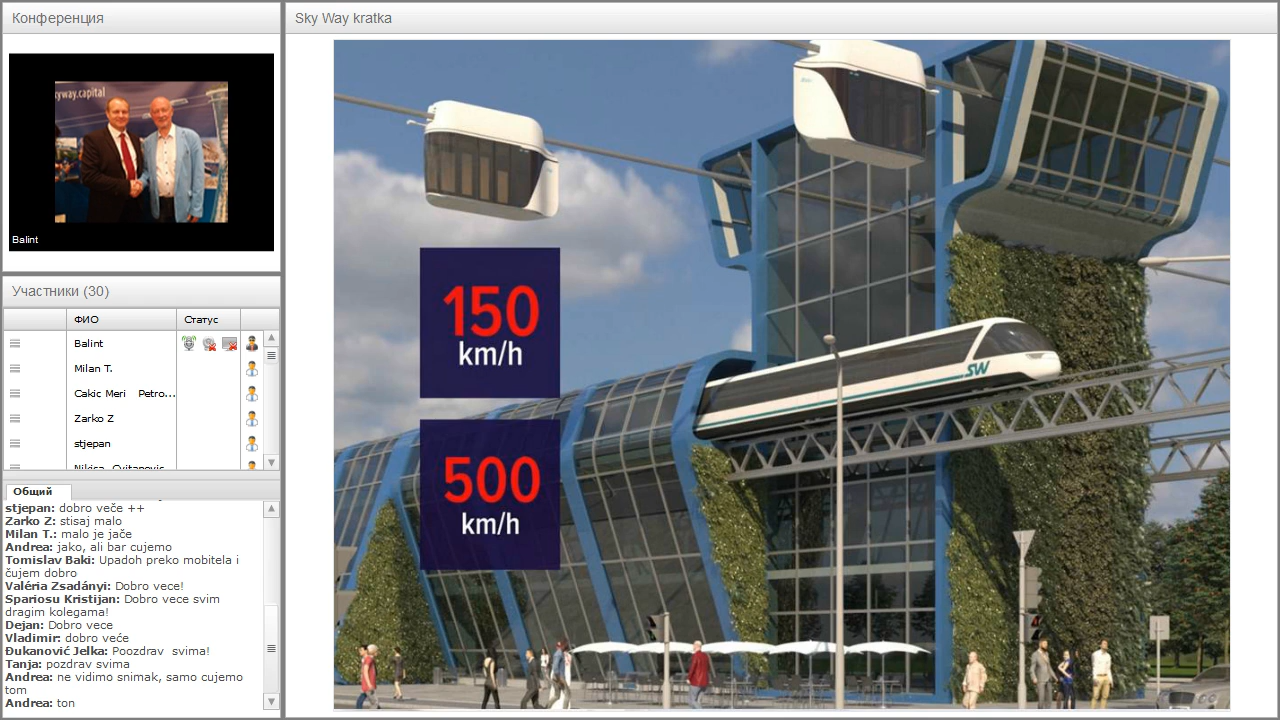 Конференция
Sky Way kratka
kyway.capital
Balint
150
km/h
500
km/h
SW
Участники (30)
ФИО
Статус
Balint
Milan T.
Cakic Meri Petro...
Zarko Z
stjepan
Общий
stjepan: dobro veče ++
Zarko Z: stisaj malo
Milan T.: malo je jače
Andrea: jako, ali bar cujemo
Tomislav Baki: Upadoh preko mobitela i
čujem dobro
Valéria Zsadányi: Dobro vece!
Spariosu Kristijan: Dobro vece svim
dragim kolegama!
Dejan: Dobro vece
Vladimir: dobro veće
Đukanović Jelka: Poozdrav svima!
Tanja: pozdrav svima
Andrea: ne vidimo snimak, samo cujemo
tom
Andrea: ton